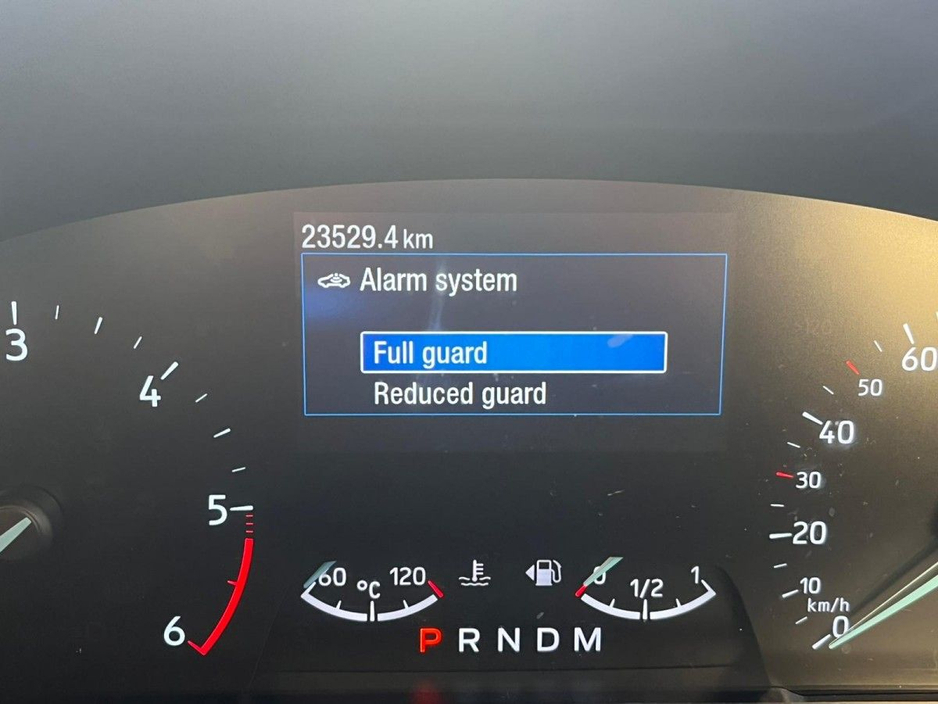 23529.4 km
Alarm system
Full guard
Reduced guard
3
4
5
6
60
50
40
30
20
10
km/h
0
60 °C 120
0 1/2 1
P R N D M